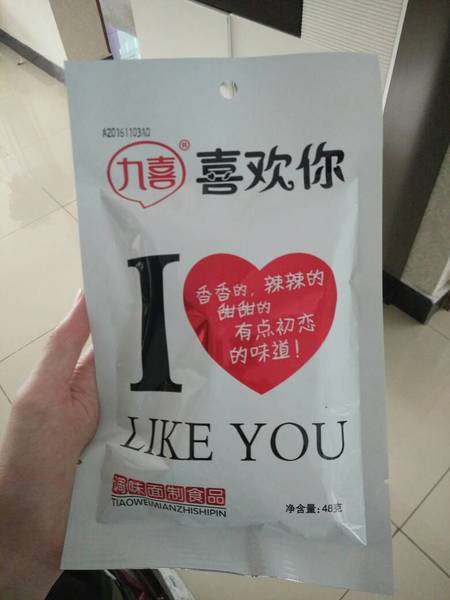 A20161103A0
九喜® 喜欢你
I
香香的，辣辣的
甜甜的
有点初恋
的味道！
LIKE YOU
调味面制食品
TIAOWEIMIANZHISHIPIN
净含量：48克